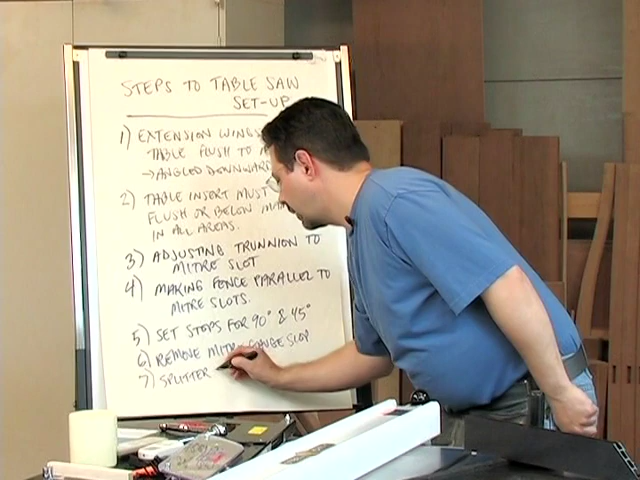 STEPS TO TABLE SAW
SET-UP
1) EXTENSION WINGS
TABLE FLUSH TO
→ ANGLED DOWNWARD
2) TABLE INSERT MUST
FLUSH OR BELOW
IN ALL AREAS.
3) ADJUSTING TRUNNION TO
MITRE SLOT
4) MAKING FENCE PARALLEL TO
MITRE SLOTS.
5) SET STOPS FOR 90° & 45°
6) REMOVE MITRE GAUGE SLOP
7) SPLITTER